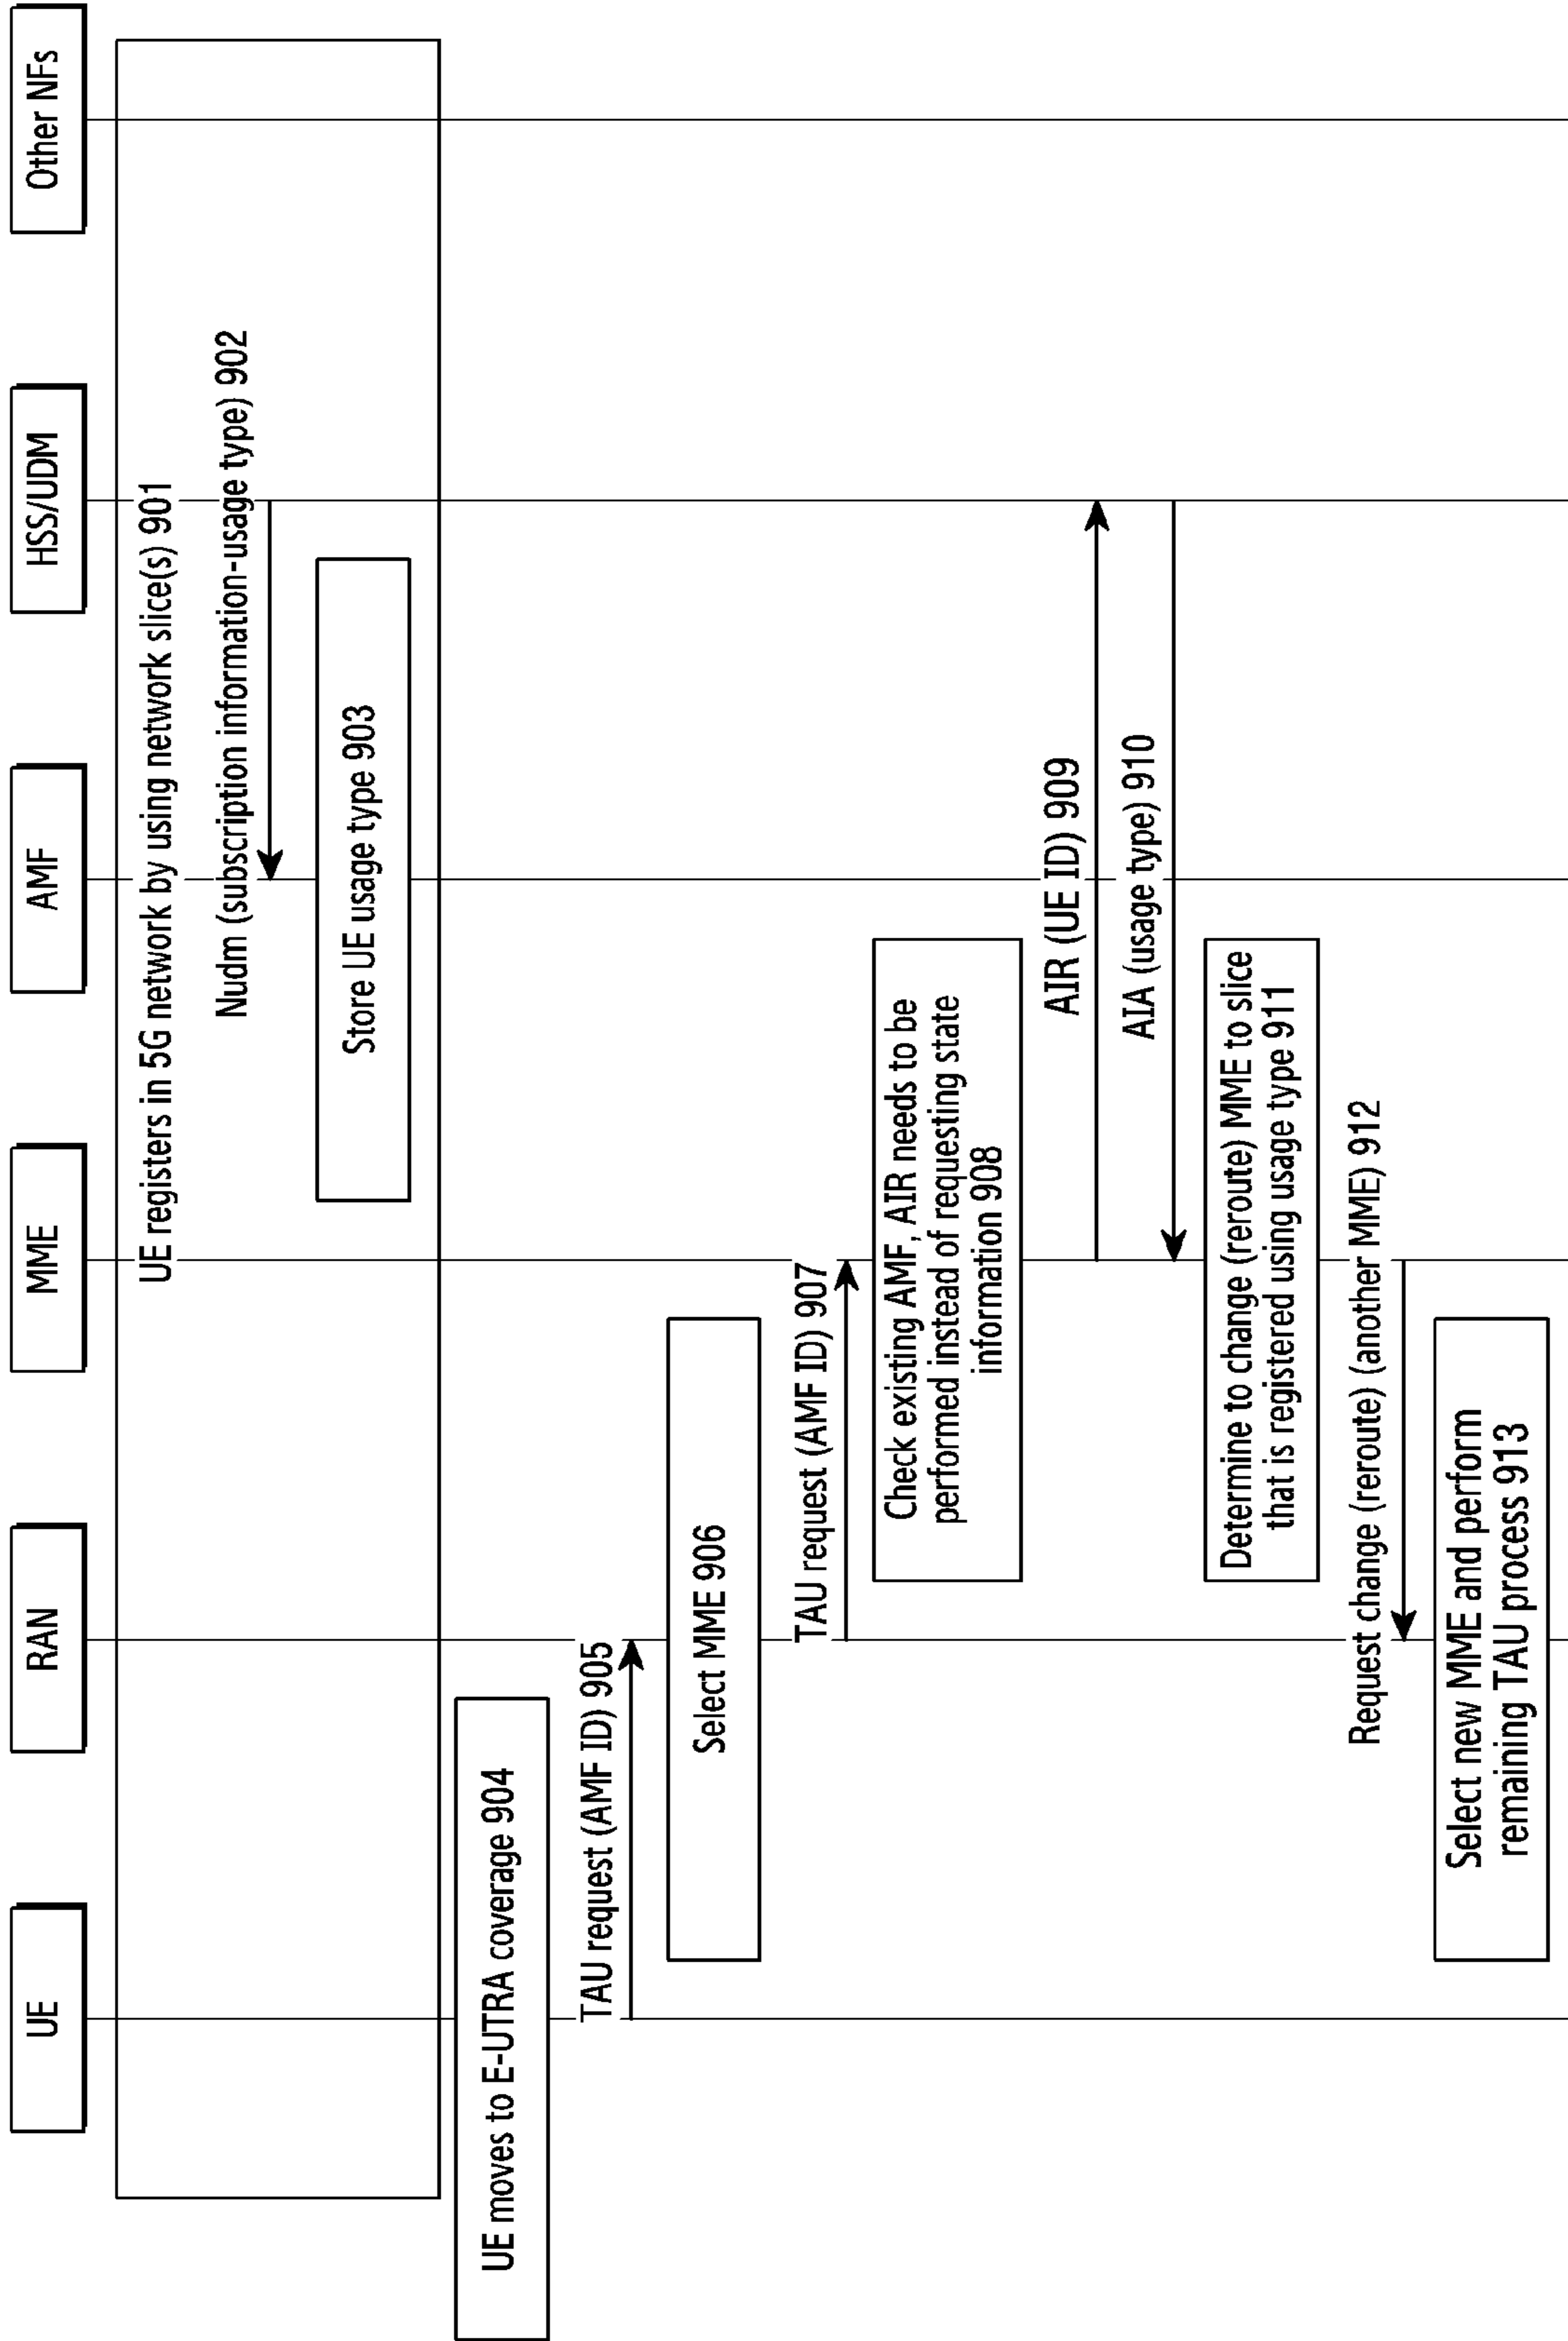 UE
RAN
MME
AMF
HSS/UDM
Other NFs
UE registers in 5G network by using network slice(s) 901
Nudm (subscription information-usage type) 902
Store UE usage type 903
UE moves to E-UTRA coverage 904
TAU request (AMF ID) 905
Select MME 906
TAU request (AMF ID) 907
Check existing AMF, AIR needs to be
performed instead of requesting state
information 908
AIR (UE ID) 909
AIA (usage type) 910
Determine to change (reroute) MME to slice
that is registered using usage type 911
Request change (reroute) (another MME) 912
Select new MME and perform
remaining TAU process 913